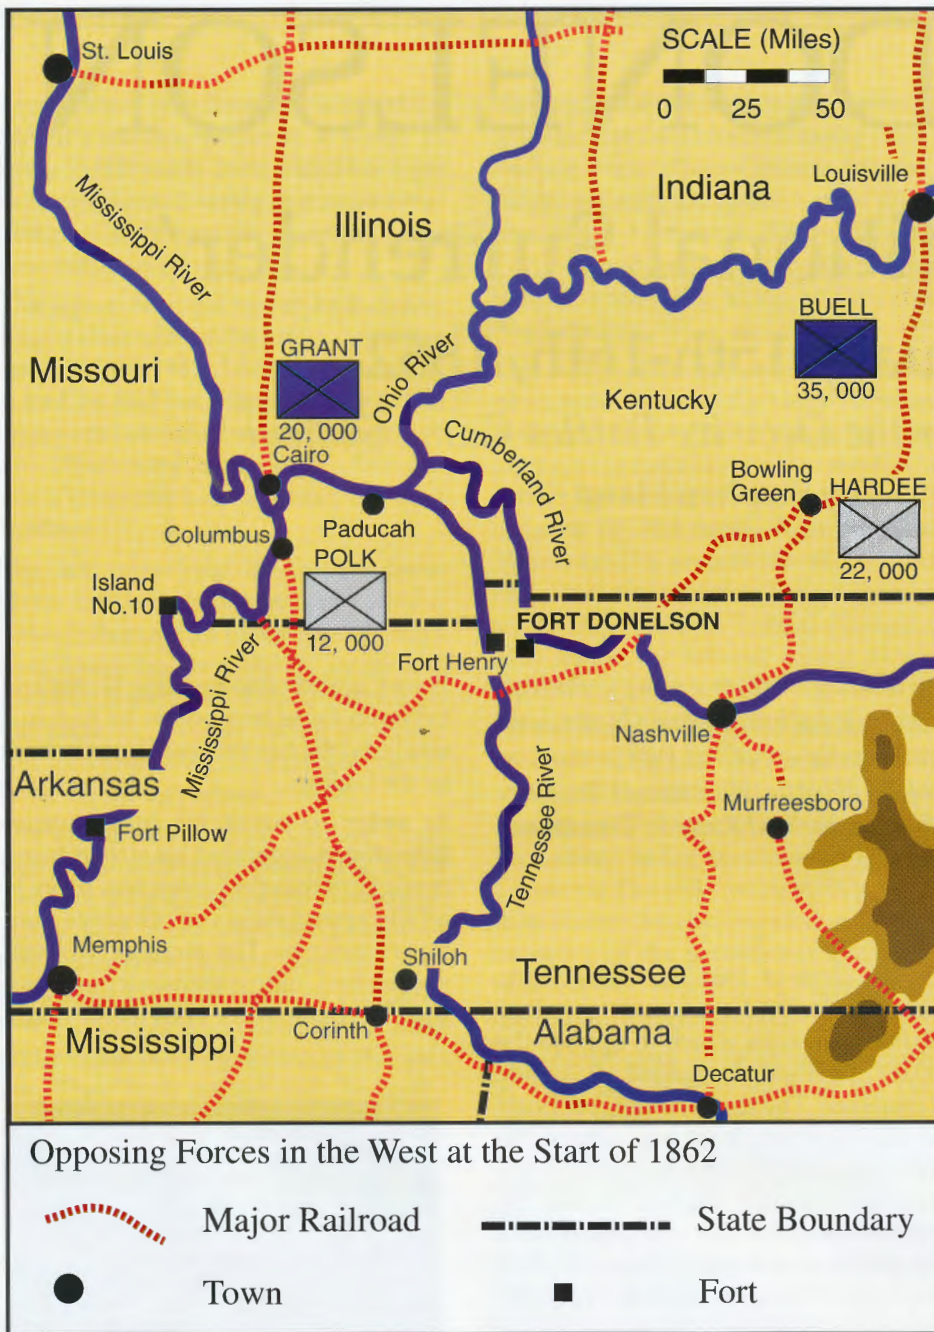 St. Louis
SCALE (Miles)
0 25 50
Louisville
Indiana
Mississippi River
Illinois
BUELL
35, 000
GRANT
20, 000
Missouri
Ohio River
Kentucky
Cairo
Cumberland River
Bowling
Green
HARDEE
22, 000
Columbus
Paducah
POLK
12, 000
Island
No.10
FORT DONELSON
Fort Henry
Mississippi River
Nashville
Arkansas
Tennessee River
Murfreesboro
Fort Pillow
Memphis
Shiloh
Tennessee
Corinth
Alabama
Mississippi
Decatur
Opposing Forces in the West at the Start of 1862
Major Railroad
State Boundary
Town
Fort